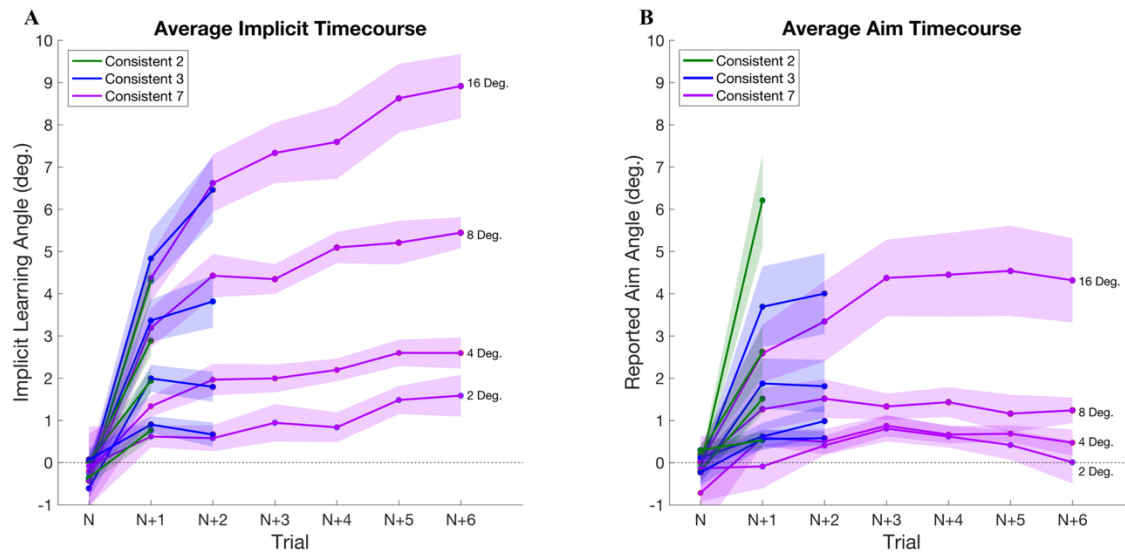 A
Average Implicit Timecourse
Consistent 2
Consistent 3
Consistent 7
Implicit Learning Angle (deg.)
10
9
8
7
6
5
4
3
2
1
0
-1
16 Deg.
8 Deg.
4 Deg.
2 Deg.
N N+1 N+2 N+3 N+4 N+5 N+6
Trial
B
Average Aim Timecourse
Consistent 2
Consistent 3
Consistent 7
Reported Aim Angle (deg.)
10
9
8
7
6
5
4
3
2
1
0
-1
16 Deg.
8 Deg.
4 Deg.
2 Deg.
N N+1 N+2 N+3 N+4 N+5 N+6
Trial